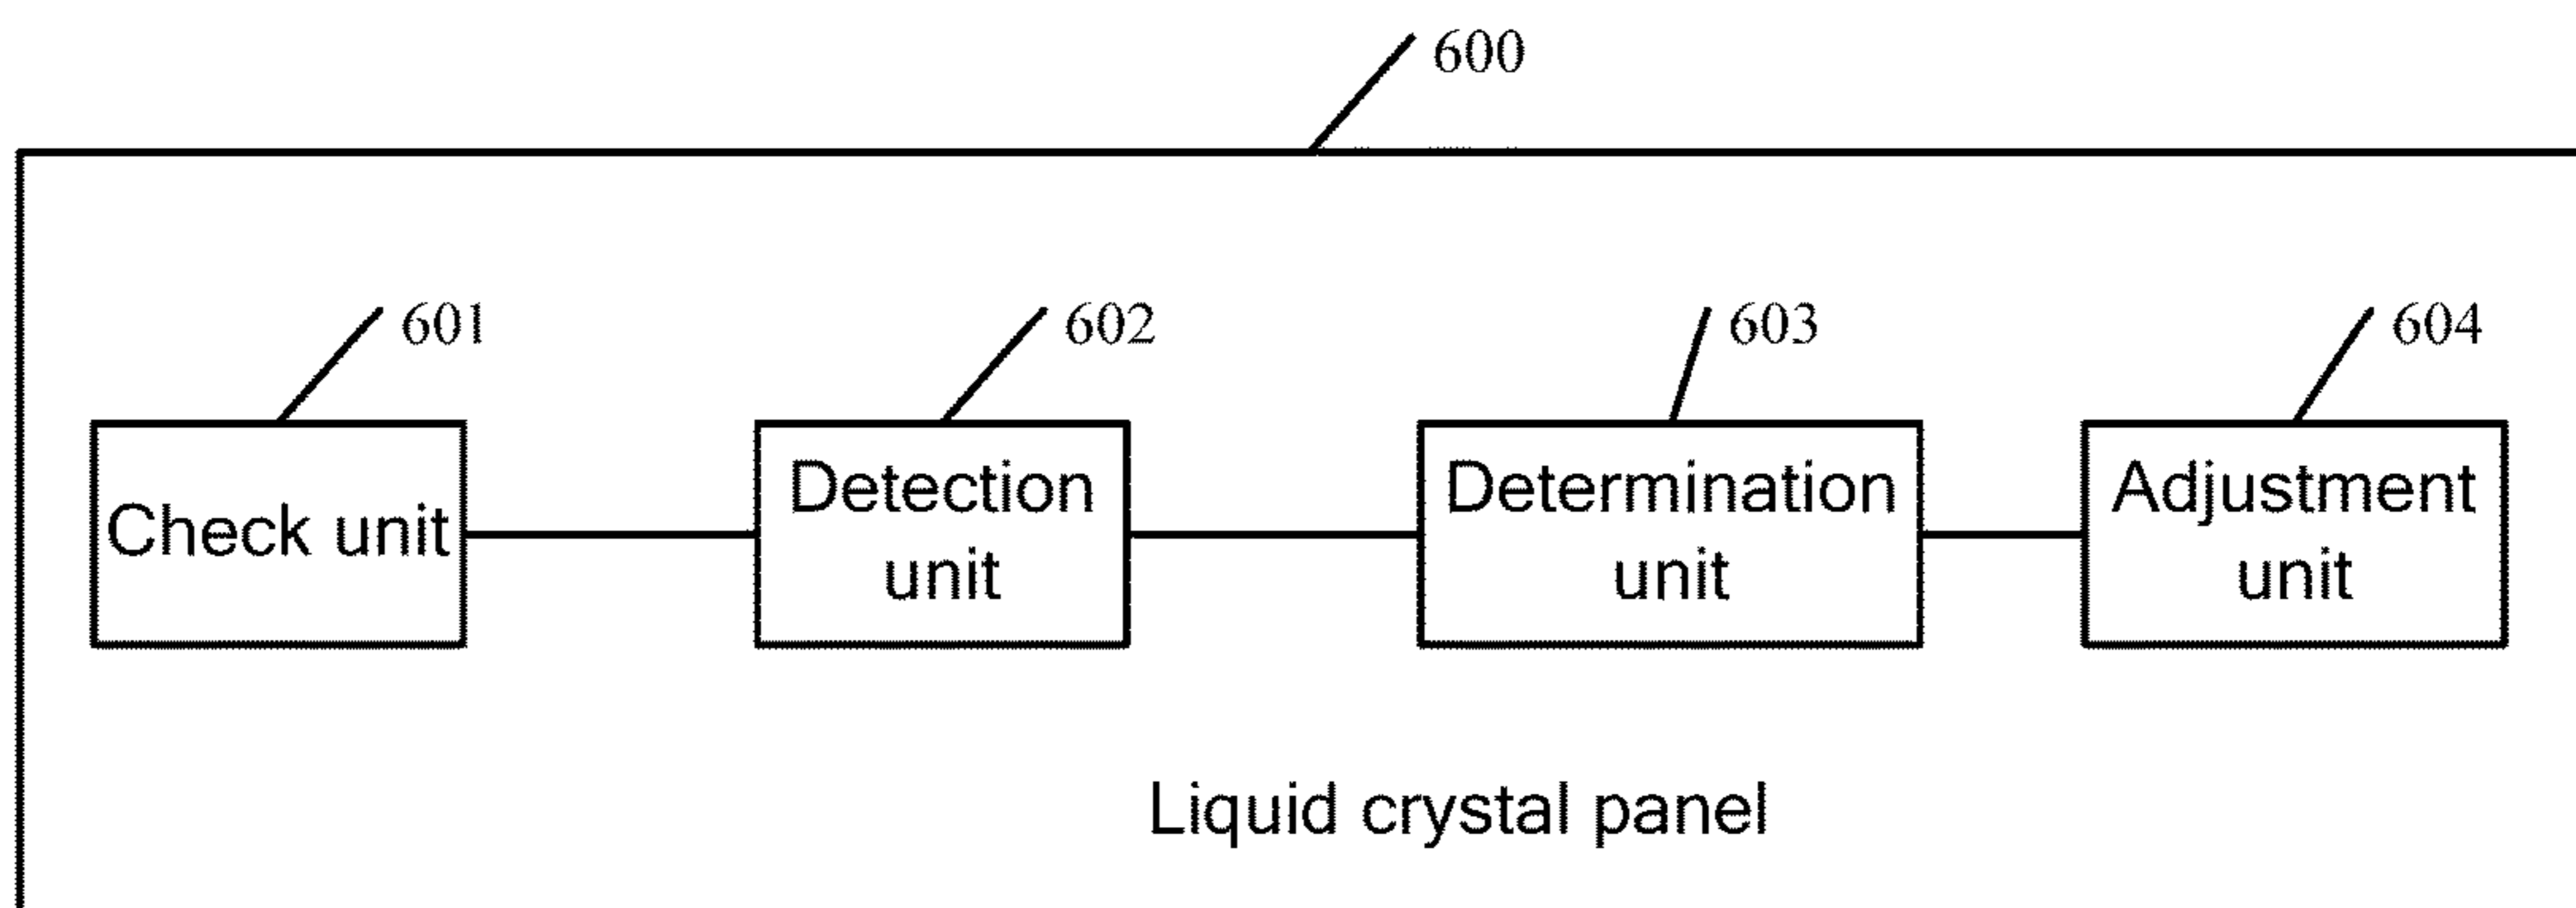 600
601
602
603
604
Check unit
Detection
unit
Determination
unit
Adjustment
unit
Liquid crystal panel